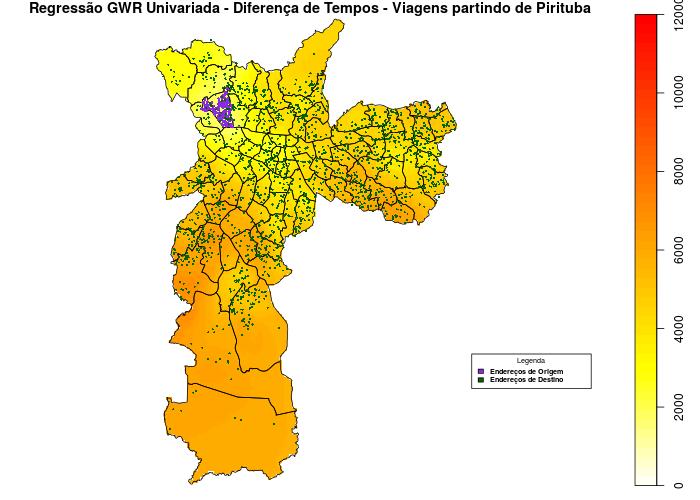 Regressão GWR Univariada - Diferença de Tempos - Viagens partindo de Pirituba
12000
10000
8000
6000
4000
2000
0
Legenda
Endereços de Origem
Endereços de Destino